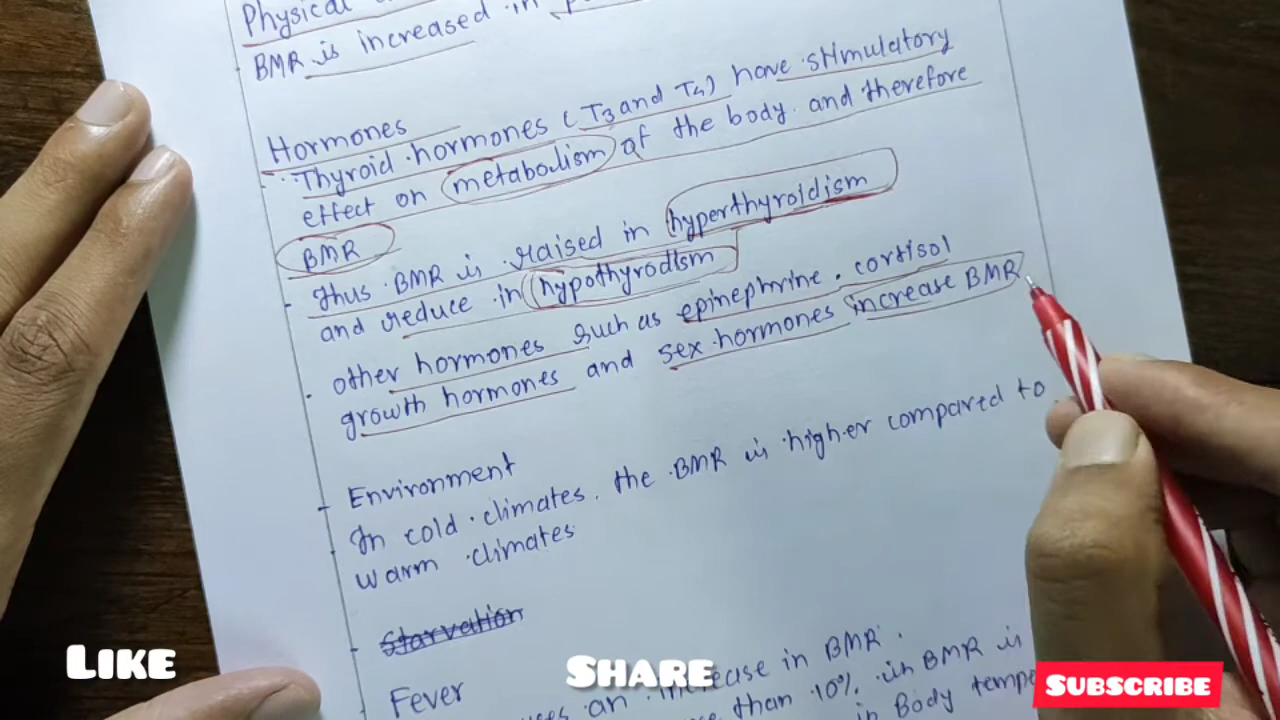 Physical
BMR is increased in
Hormones
Thyroid hormones (T3 and T4) have stimulatory
effect on metabolism of the body. and therefore
BMR
Thus BMR is raised in hyperthyroidism
and reduce in hypothyrodism
other hormones such as epinephrine. cortisol
growth hormones and sex hormones increase BMR
Environment
In cold climates. the BMR is higher compared to
warm climates
Starvation
Fever
an increase in BMR.
than 10% in BMR is
in Body tempe
LIKE
SHARE
SUBSCRIBE